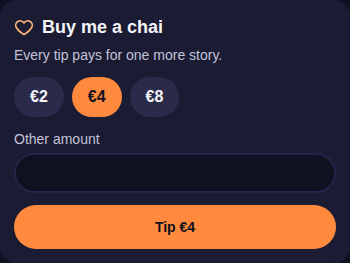 Buy me a chai
Every tip pays for one more story.
€2 €4 €8
Other amount
Tip €4